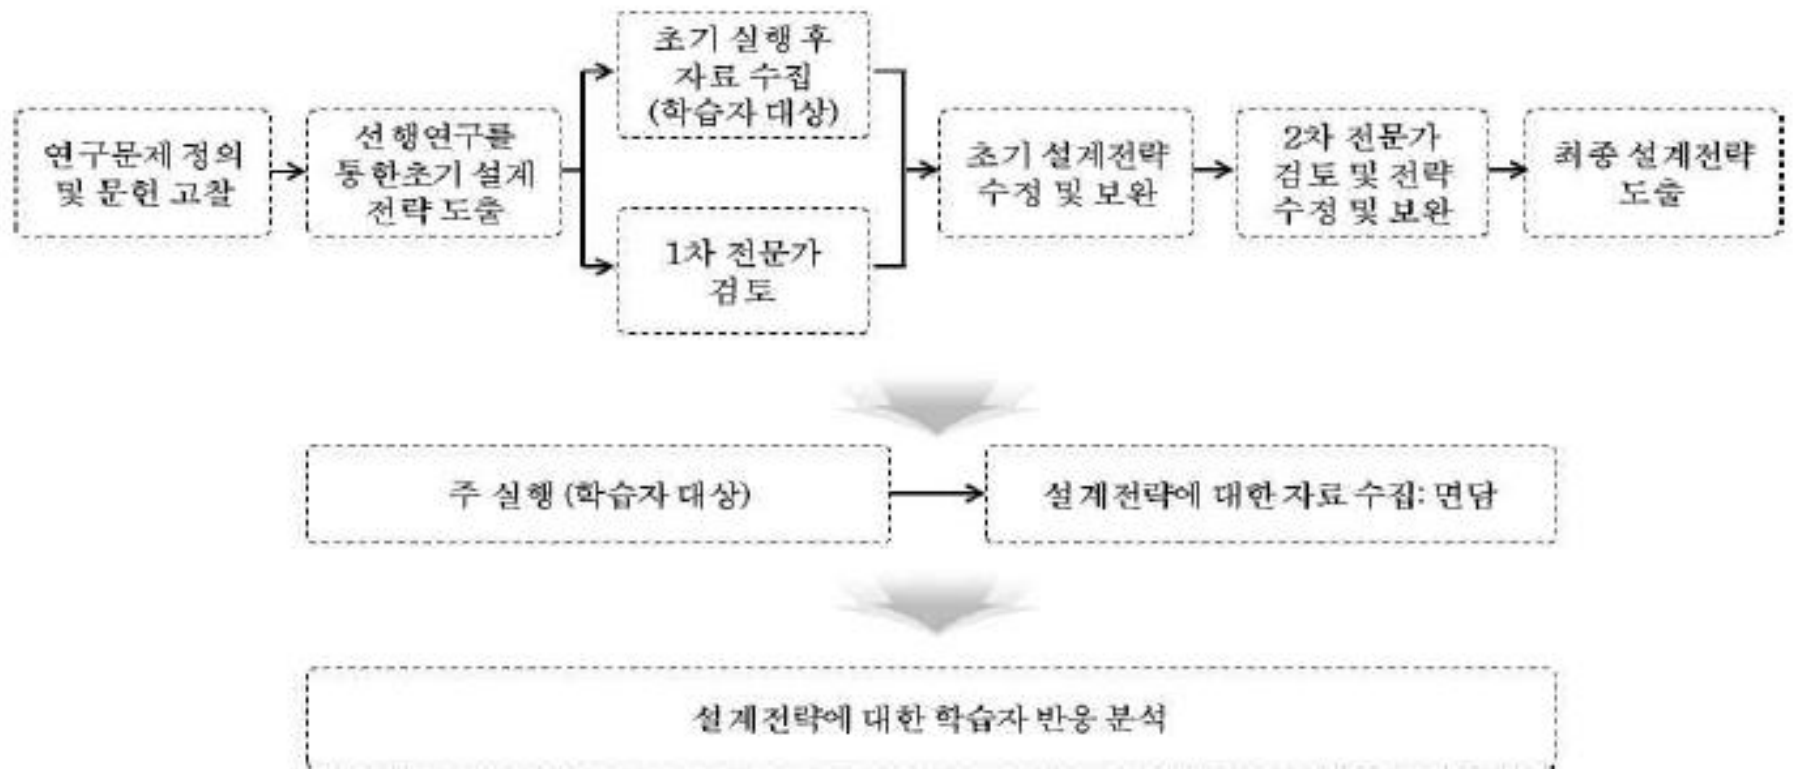 연구문제 정의
및 문헌 고찰
선행연구를
통한초기 설계
전략 도출
초기 실행 후
자료 수집
(학습자 대상)
1차 전문가
검토
초기 설계전략
수정 및 보완
2차 전문가
검토 및 전략
수정 및 보완
최종 설계전략
도출
주 실행 (학습자 대상)
설계전략에 대한 자료 수집: 면담
설계전략에 대한 학습자 반응 분석